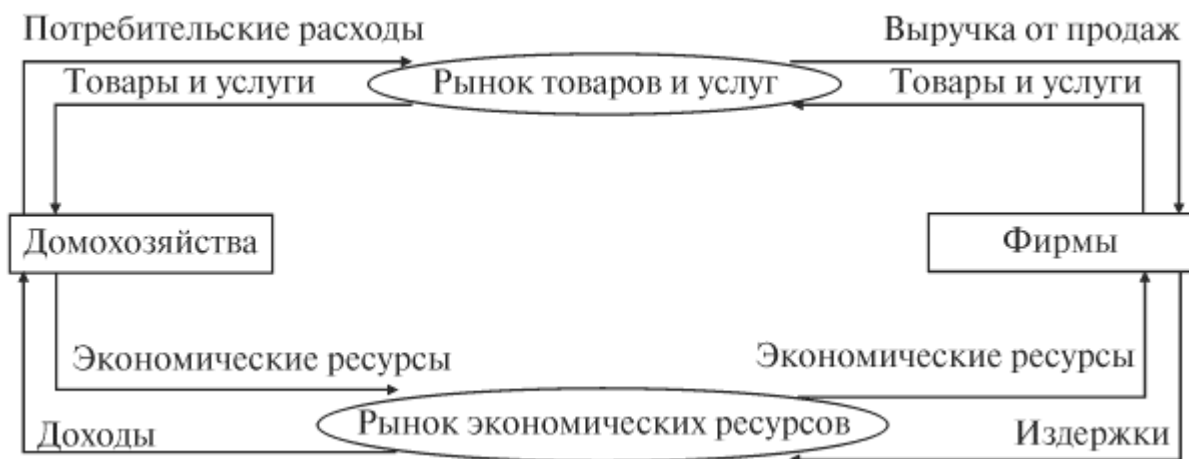 Потребительские расходы
Выручка от продаж
Товары и услуги
Рынок товаров и услуг
Товары и услуги
Домохозяйства
Фирмы
Экономические ресурсы
Экономические ресурсы
Рынок экономических ресурсов
Доходы
Издержки